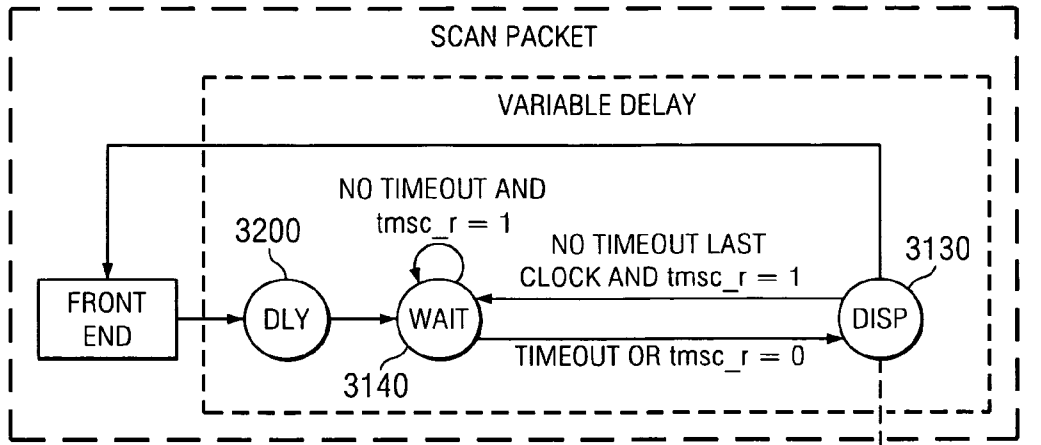 SCAN PACKET
VARIABLE DELAY
NO TIMEOUT AND
tmsc_r = 1
3200
NO TIMEOUT LAST
CLOCK AND tmsc_r = 1
3130
FRONT
END
DLY
WAIT
DISP
TIMEOUT OR tmsc_r = 0
3140